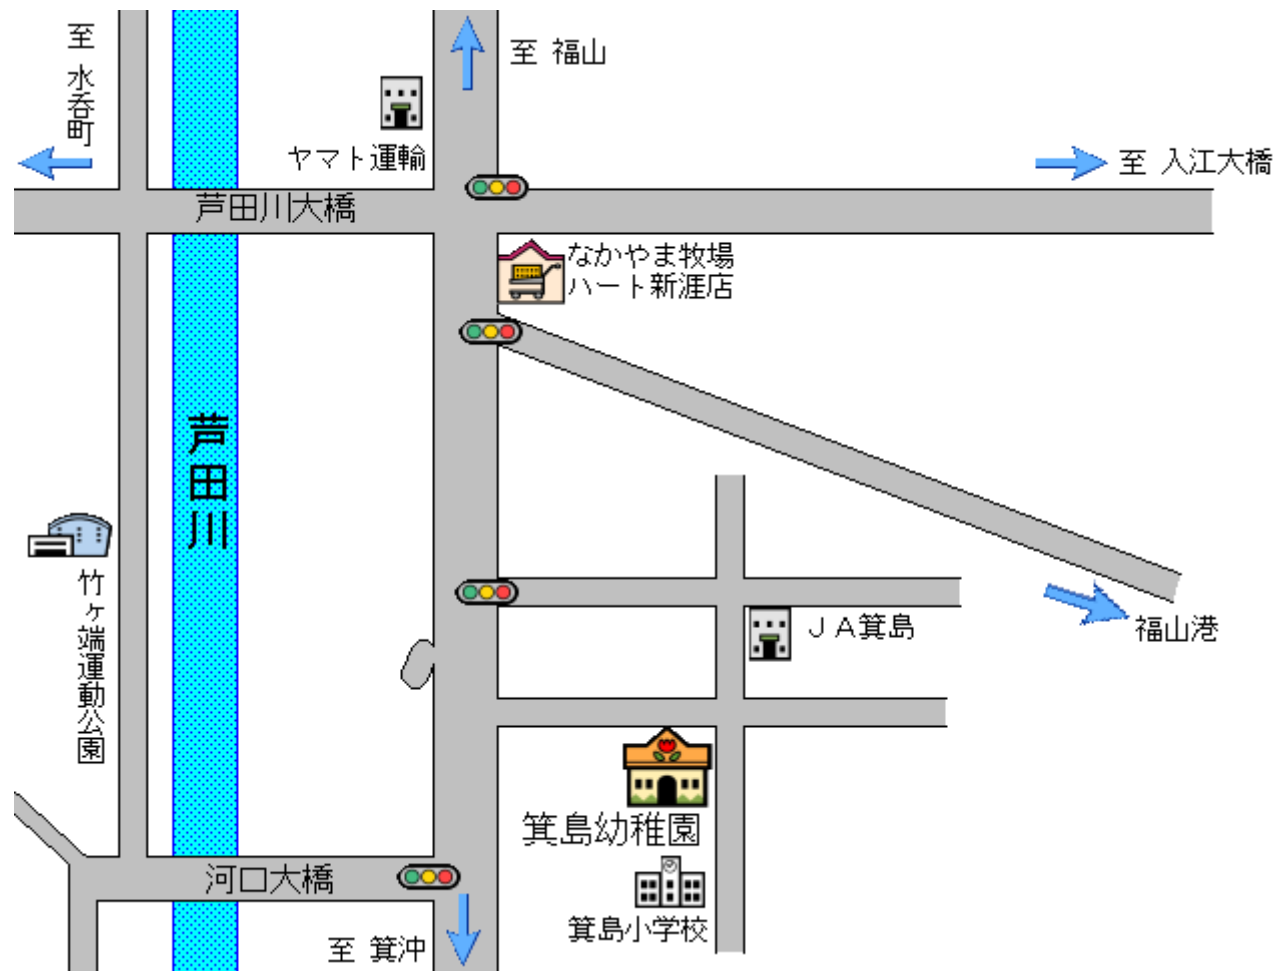 至 水呑町
至 福山
ヤマト運輸
至 入江大橋
芦田川大橋
なかやま牧場
ハート新涯店
芦田川
竹ヶ端運動公園
福山港
ＪＡ箕島
箕島幼稚園
河口大橋
箕島小学校
至 箕沖